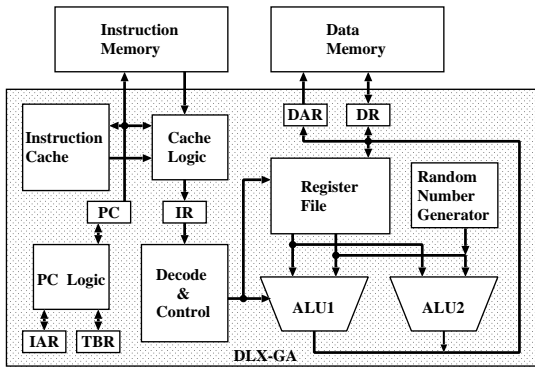 Instruction
Memory
Data
Memory
DAR
DR
Instruction
Cache
Cache
Logic
Register
File
Random
Number
Generator
PC
IR
PC Logic
Decode
&
Control
ALU1
ALU2
IAR
TBR
DLX-GA